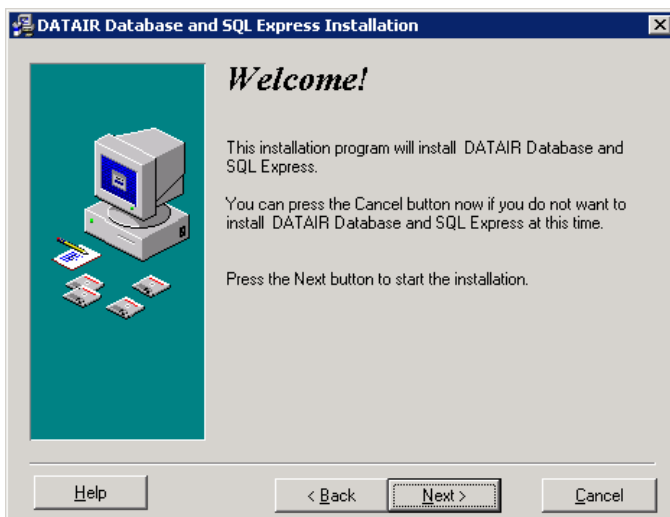 DATAIR Database and SQL Express Installation
Welcome!
This installation program will install DATAIR Database and
SQL Express.
You can press the Cancel button now if you do not want to
install DATAIR Database and SQL Express at this time.
Press the Next button to start the installation.
Help
< Back
Next >
Cancel